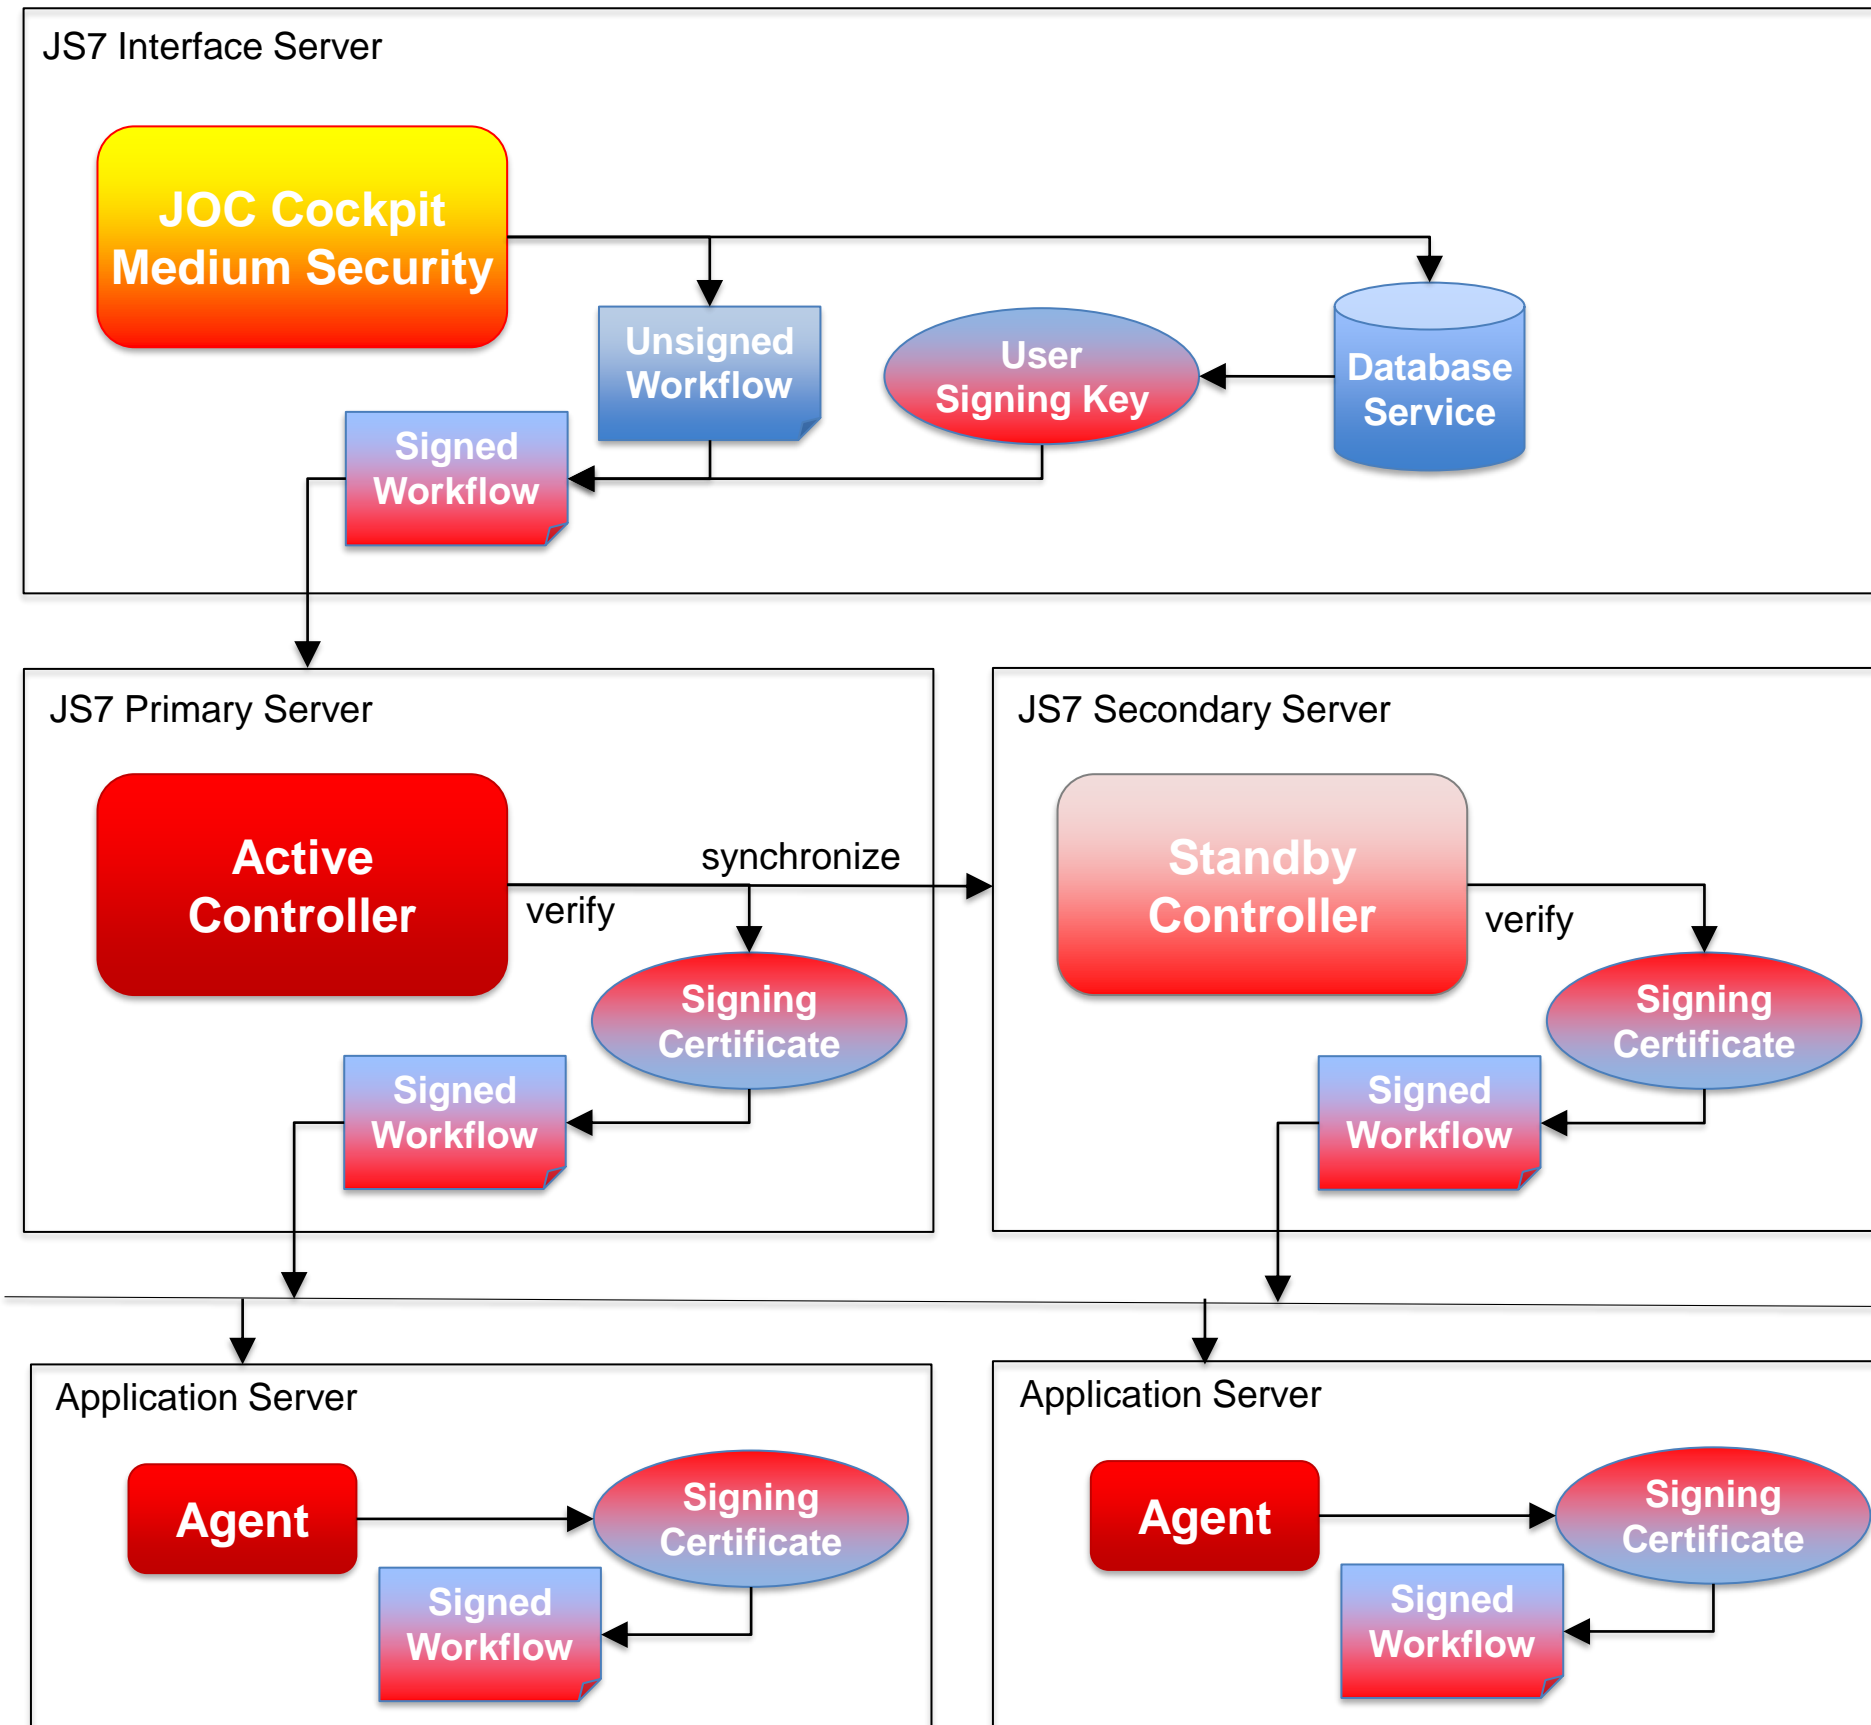 JS7 Interface Server
JOC Cockpit
Medium Security
Unsigned
Workflow
User
Signing Key
Database
Service
Signed
Workflow
JS7 Primary Server
Active
Controller
synchronize
verify
Signing
Certificate
Signed
Workflow
JS7 Secondary Server
Standby
Controller
verify
Signing
Certificate
Signed
Workflow
Application Server
Agent
Signing
Certificate
Signed
Workflow
Application Server
Agent
Signing
Certificate
Signed
Workflow